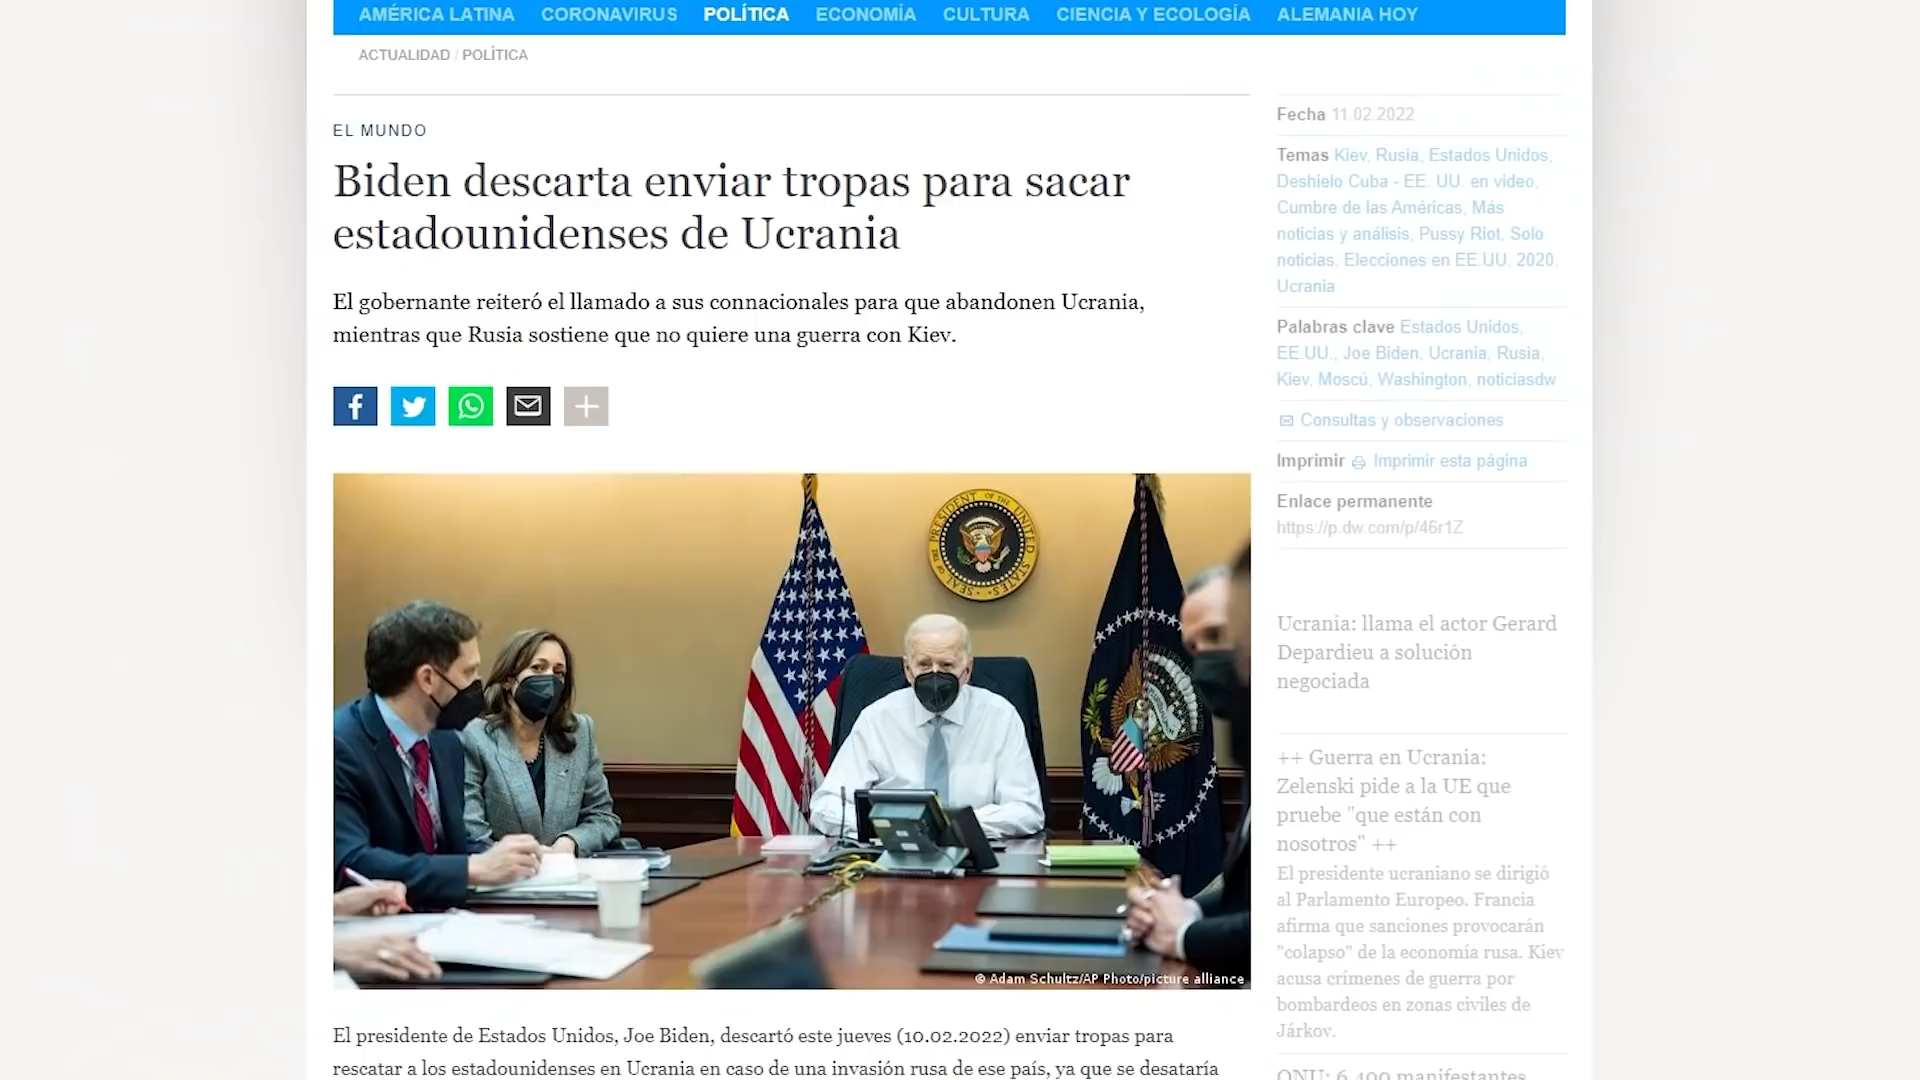 AMÉRICA LATINA CORONAVIRUS POLÍTICA ECONOMÍA CULTURA CIENCIA Y ECOLOGÍA ALEMANIA HOY
ACTUALIDAD / POLÍTICA
EL MUNDO
Biden descarta enviar tropas para sacar
estadounidenses de Ucrania
El gobernante reiteró el llamado a sus connacionales para que abandonen Ucrania,
mientras que Rusia sostiene que no quiere una guerra con Kiev.
SEAL OF THE PRESIDENT OF THE UNITED STATES
© Adam Schultz/AP Photo/picture alliance
El presidente de Estados Unidos, Joe Biden, descartó este jueves (10.02.2022) enviar tropas para
rescatar a los estadounidenses en Ucrania en caso de una invasión rusa de ese país, ya que se desataría
Fecha 11.02.2022
Temas Kiev, Rusia, Estados Unidos,
Deshielo Cuba - EE. UU. en video,
Cumbre de las Américas, Más
noticias y análisis, Pussy Riot, Solo
noticias, Elecciones en EE.UU. 2020,
Ucrania
Palabras clave Estados Unidos,
EE.UU., Joe Biden, Ucrania, Rusia,
Kiev, Moscú, Washington, noticiasdw
Consultas y observaciones
Imprimir Imprimir esta página
Enlace permanente
https://p.dw.com/p/46r1Z
Ucrania: llama el actor Gerard
Depardieu a solución
negociada
++ Guerra en Ucrania:
Zelenski pide a la UE que
pruebe "que están con
nosotros" ++
El presidente ucraniano se dirigió
al Parlamento Europeo. Francia
afirma que sanciones provocarán
"colapso" de la economía rusa. Kiev
acusa crímenes de guerra por
bombardeos en zonas civiles de
Járkov.
ONU: 6.400 manifestantes